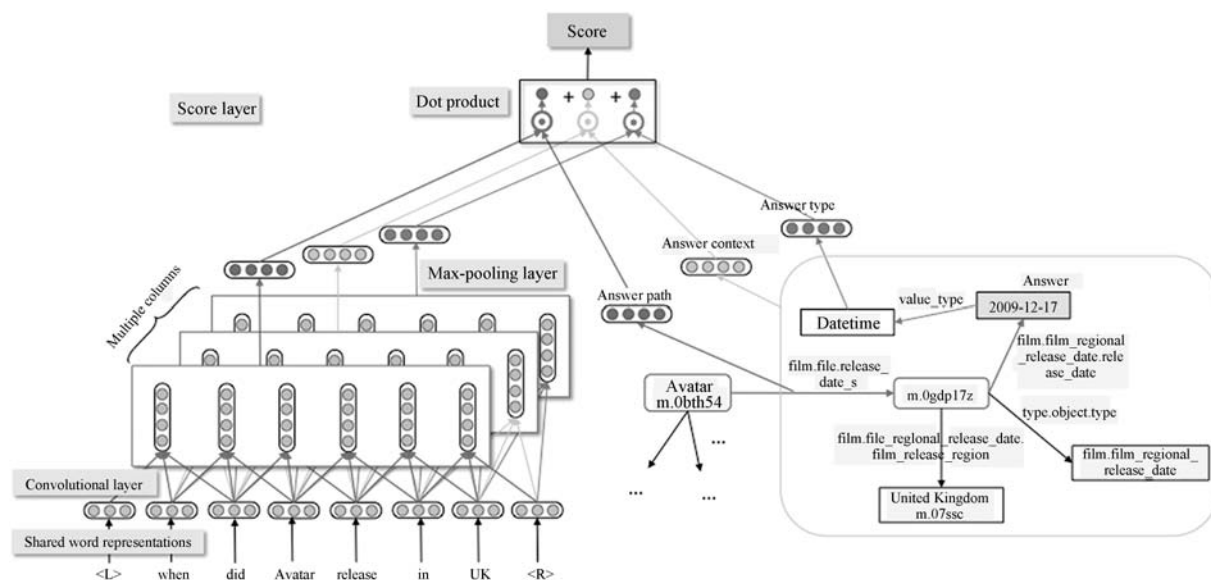 Score
Score layer
Dot product
Answer type
Answer context
Max-pooling layer
Multiple columns
Answer path
Answer
value_type
2009-12-17
Datetime
film.film_regional
_release_date.rele
ase_date
film.file.release_
date_s
Avatar
m.0bth54
m.0gdp17z
type.object.type
...
film.file_reglonal_release_date.
film_release_region
film.film_regional_
release_date
Convolutional layer
... ...
United Kingdom
m.07ssc
Shared word representations
<L> when did Avatar release in UK <R>
+ +